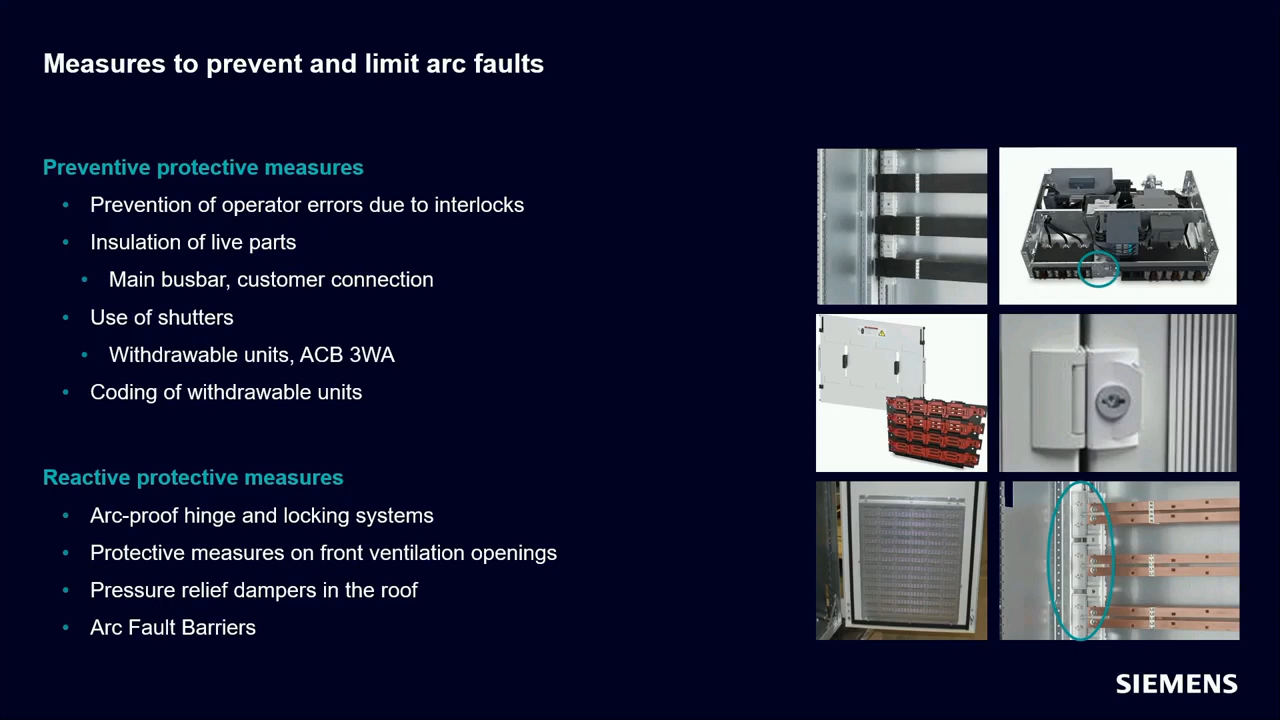 Measures to prevent and limit arc faults
Preventive protective measures
• Prevention of operator errors due to interlocks
• Insulation of live parts
• Main busbar, customer connection
• Use of shutters
• Withdrawable units, ACB 3WA
• Coding of withdrawable units
Reactive protective measures
• Arc-proof hinge and locking systems
• Protective measures on front ventilation openings
• Pressure relief dampers in the roof
• Arc Fault Barriers
SIEMENS